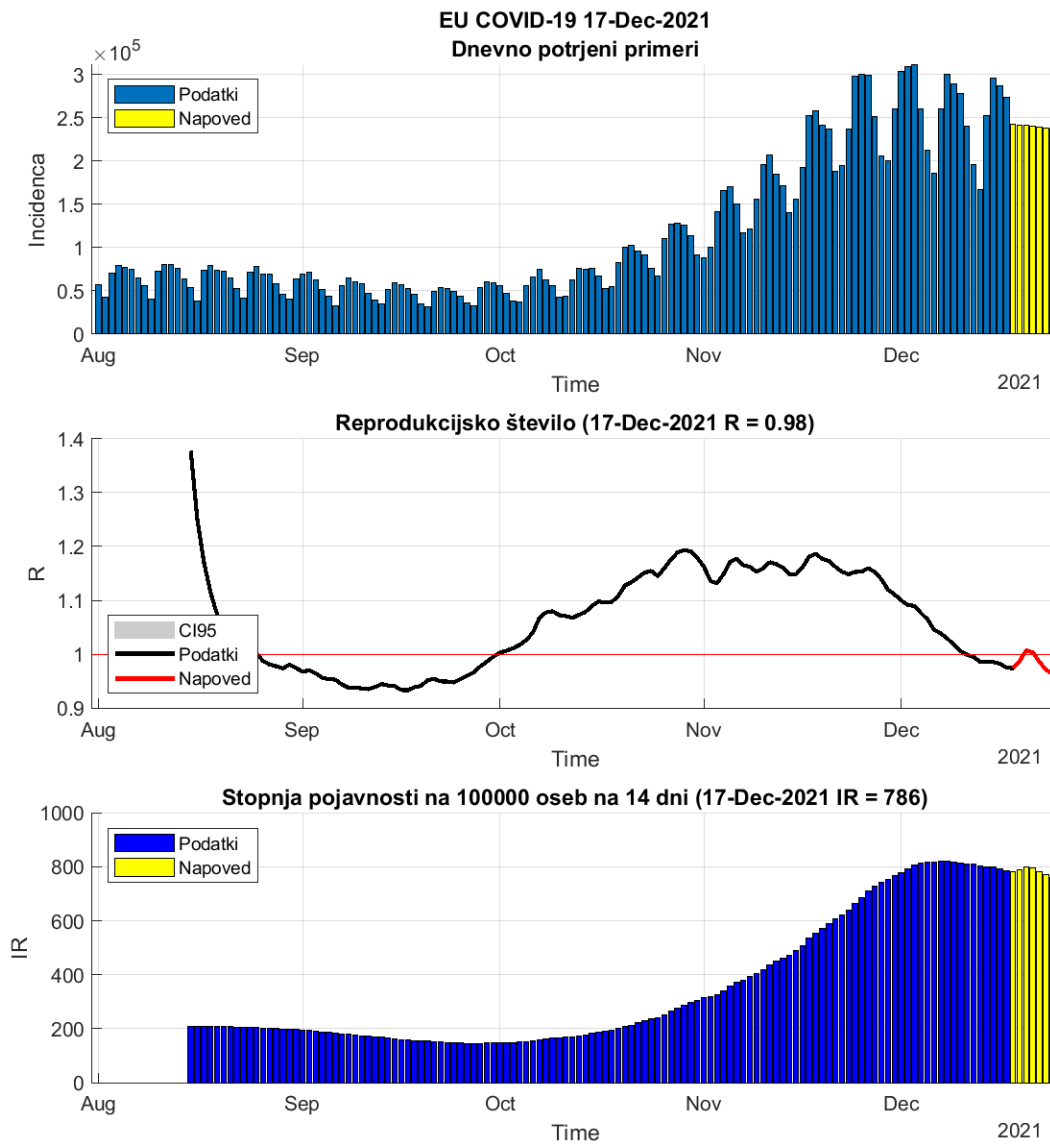 EU COVID-19 17-Dec-2021
Dnevno potrjeni primeri
×10^5
3
2.5
2
1.5
1
0.5
0
Incidenca
Podatki
Napoved
Aug Sep Oct Nov Dec
Time
2021
Reprodukcijsko število (17-Dec-2021 R = 0.98)
1.4
1.3
1.2
1.1
1
0.9
R
CI95
Podatki
Napoved
Aug Sep Oct Nov Dec
Time
2021
Stopnja pojavnosti na 100000 oseb na 14 dni (17-Dec-2021 IR = 786)
1000
800
600
400
200
0
IR
Podatki
Napoved
Aug Sep Oct Nov Dec
Time
2021